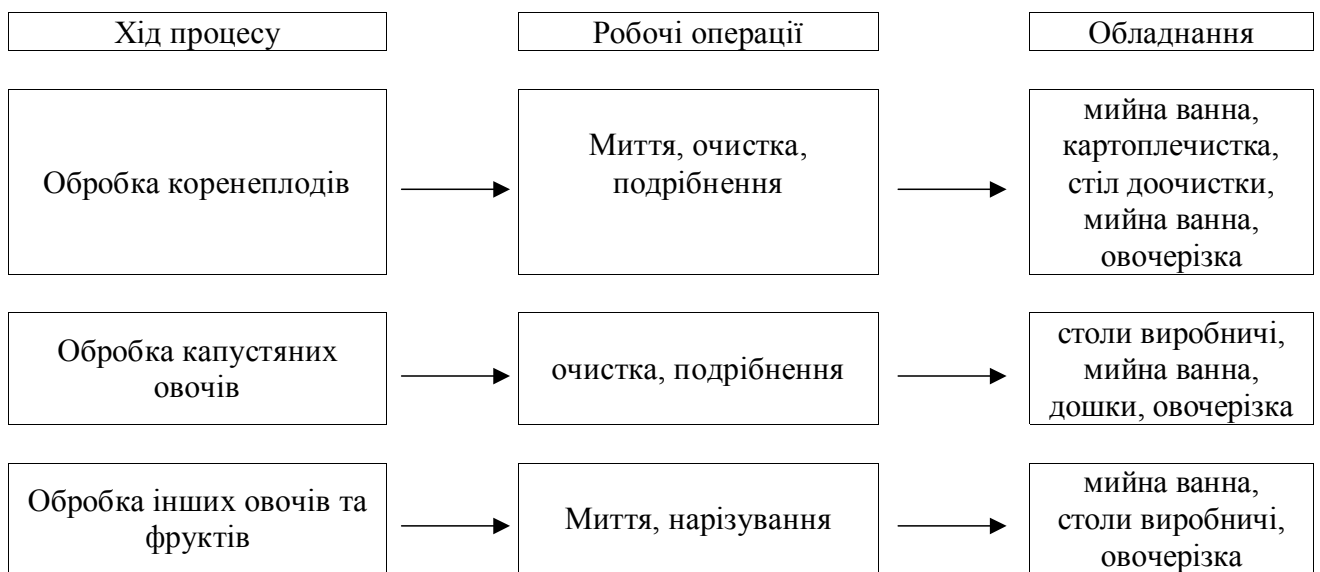 Хід процесу
Робочі операції
Обладнання
Обробка коренеплодів
Миття, очистка,
подрібнення
мийна ванна,
картоплечистка,
стіл доочистки,
мийна ванна,
овочерізка
Обробка капустяних
овочів
очистка, подрібнення
столи виробничі,
мийна ванна,
дошки, овочерізка
Обробка інших овочів та
фруктів
Миття, нарізування
мийна ванна,
столи виробничі,
овочерізка